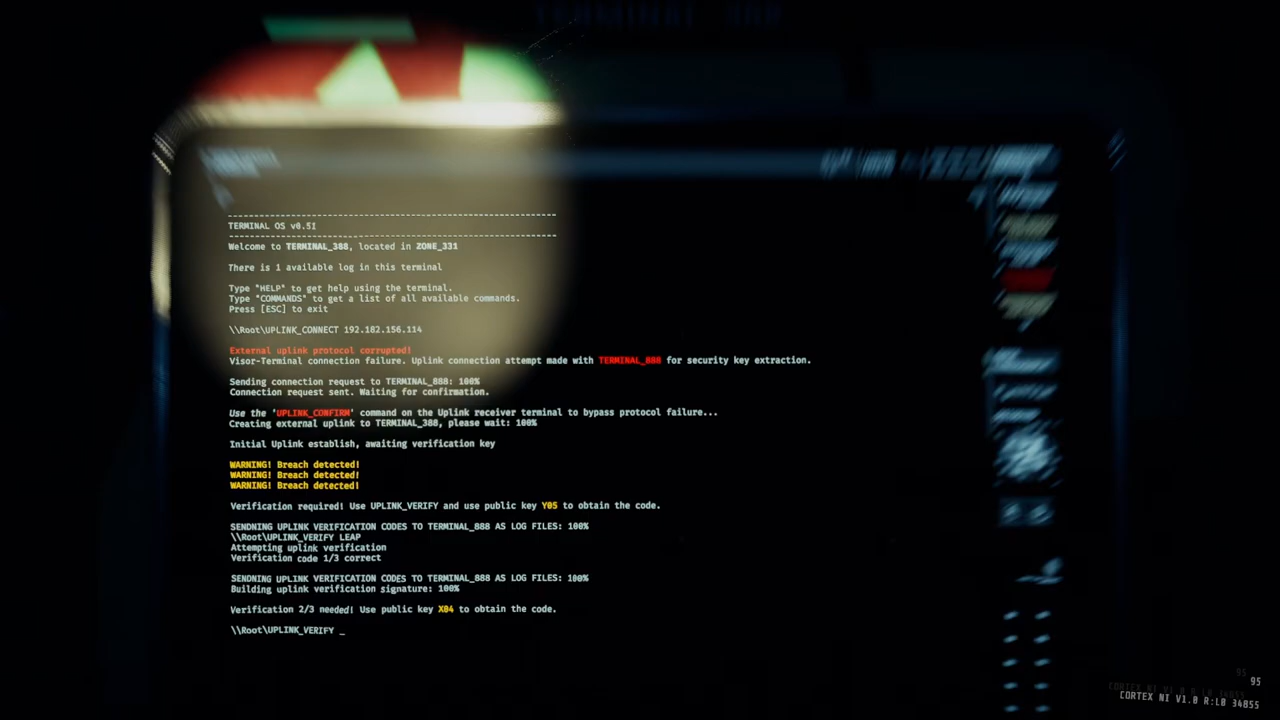 TERMINAL OS v0.51
Welcome to TERMINAL_388, located in ZONE_331
There is 1 available log in this terminal
Type "HELP" to get help using the terminal.
Type "COMMANDS" to get a list of all available commands.
Press [ESC] to exit
\\Root\UPLINK_CONNECT 192.182.156.114
External uplink protocol corrupted!
Visor-Terminal connection failure. Uplink connection attempt made with TERMINAL_888 for security key extraction.
Sending connection request to TERMINAL_888: 100%
Connection request sent. Waiting for confirmation.
Use the 'UPLINK_CONFIRM' command on the Uplink receiver terminal to bypass protocol failure...
Creating external uplink to TERMINAL_388, please wait: 100%
Initial Uplink establish, awaiting verification key
WARNING! Breach detected!
WARNING! Breach detected!
WARNING! Breach detected!
Verification required! Use UPLINK_VERIFY and use public key Y05 to obtain the code.
SENDNING UPLINK VERIFICATION CODES TO TERMINAL_888 AS LOG FILES: 100%
\\Root\UPLINK_VERIFY LEAP
Attempting uplink verification
Verification code 1/3 correct
SENDNING UPLINK VERIFICATION CODES TO TERMINAL_888 AS LOG FILES: 100%
Building uplink verification signature: 100%
Verification 2/3 needed! Use public key X04 to obtain the code.
\\Root\UPLINK_VERIFY _
95
CORTEX NI V1.0 R:L0 34855